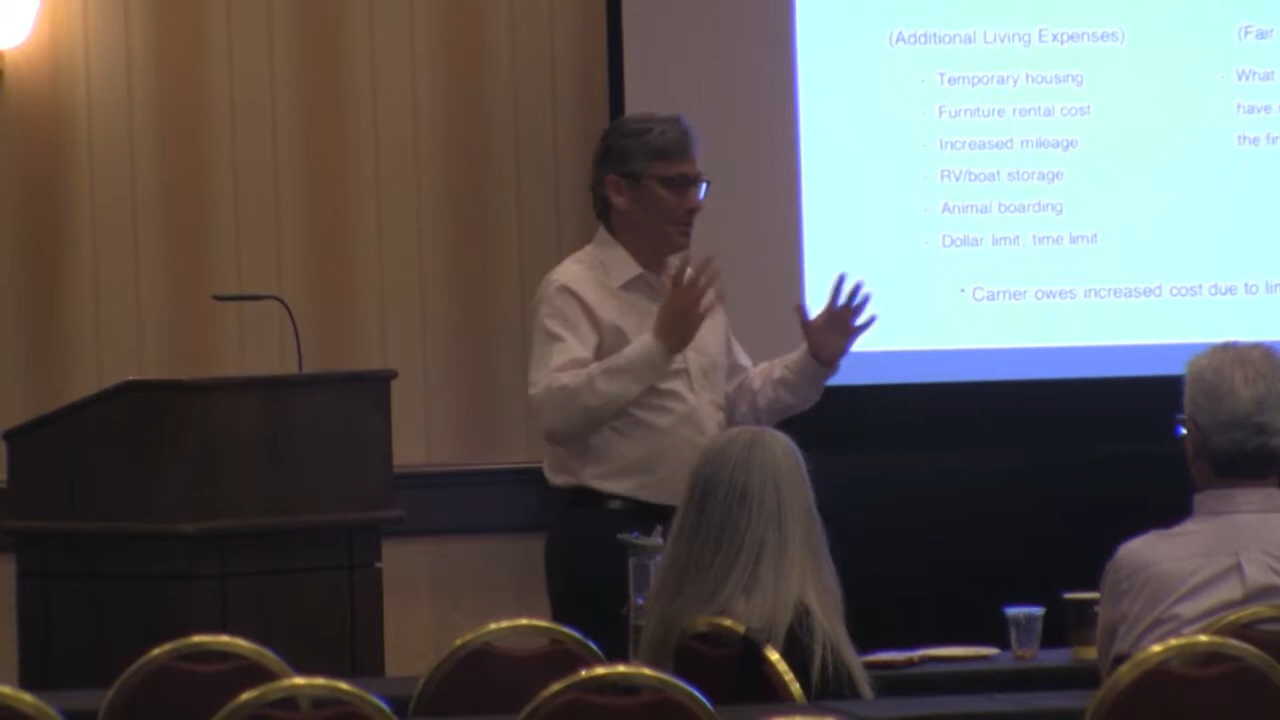 (Additional Living Expenses)
- Temporary housing
- Furniture rental cost
- Increased mileage
- RV/boat storage
- Animal boarding
- Dollar limit, time limit
* Carrier owes increased cost due to
(Fair
- What
have
the